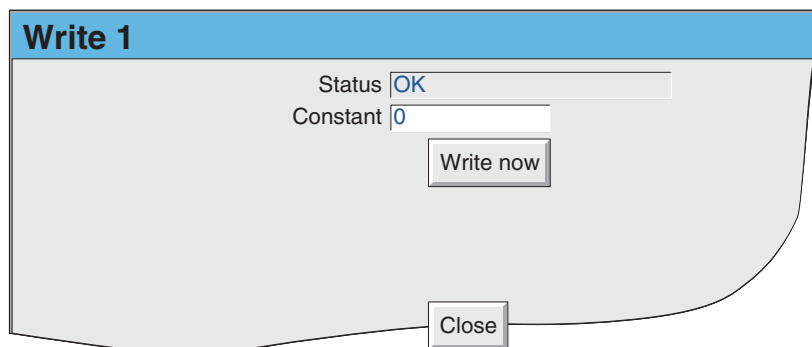 Write 1
Status OK
Constant 0
Write now
Close